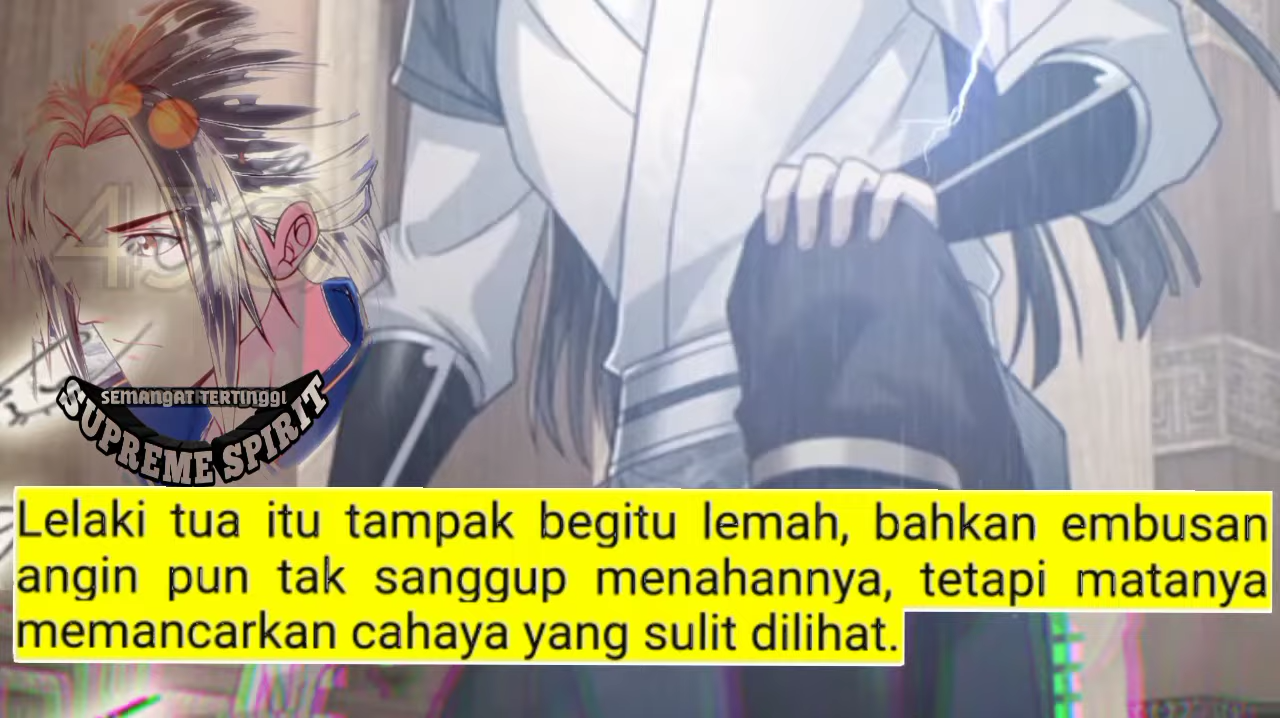 SEMANGAT TERTINGGI
SUPREME SPIRIT
Lelaki tua itu tampak begitu lemah, bahkan embusan
angin pun tak sanggup menahannya, tetapi matanya
memancarkan cahaya yang sulit dilihat.